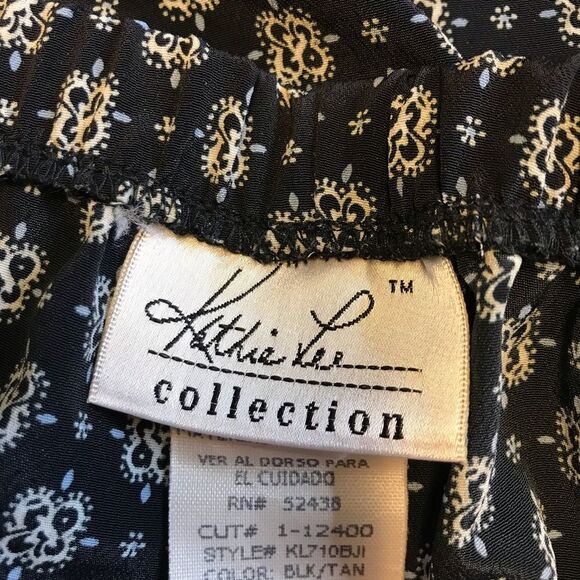 Kathie Lee ™
collection
VER AL DORSO PARA
EL CUIDADO
RN# 52438
CUT# 1-12400
STYLE# KL710BJI
COLOR: BLK/TAN